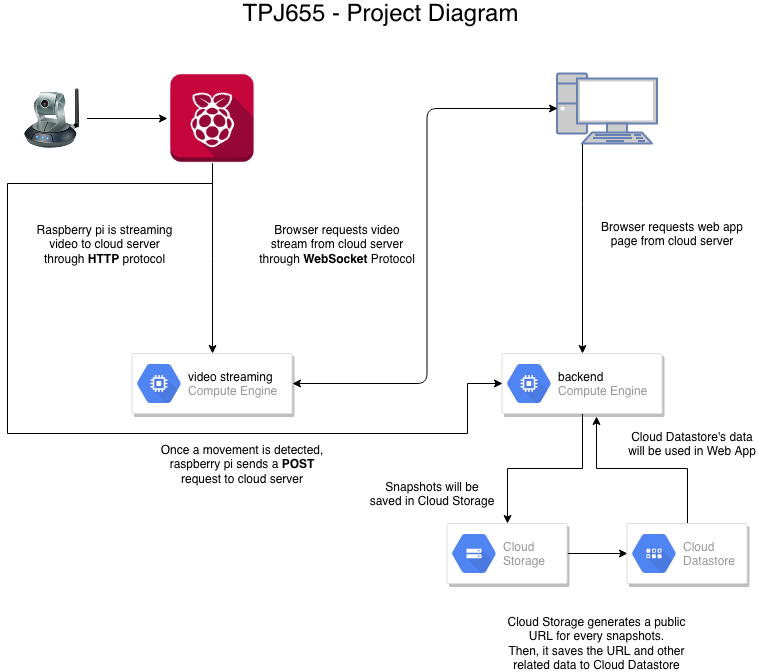 TPJ655 - Project Diagram
Raspberry pi is streaming
video to cloud server
through HTTP protocol
Browser requests video
stream from cloud server
through WebSocket Protocol
Browser requests web app
page from cloud server
video streaming
Compute Engine
backend
Compute Engine
Once a movement is detected,
raspberry pi sends a POST
request to cloud server
Cloud Datastore's data
will be used in Web App
Snapshots will be
saved in Cloud Storage
Cloud
Storage
Cloud
Datastore
Cloud Storage generates a public
URL for every snapshots.
Then, it saves the URL and other
related data to Cloud Datastore